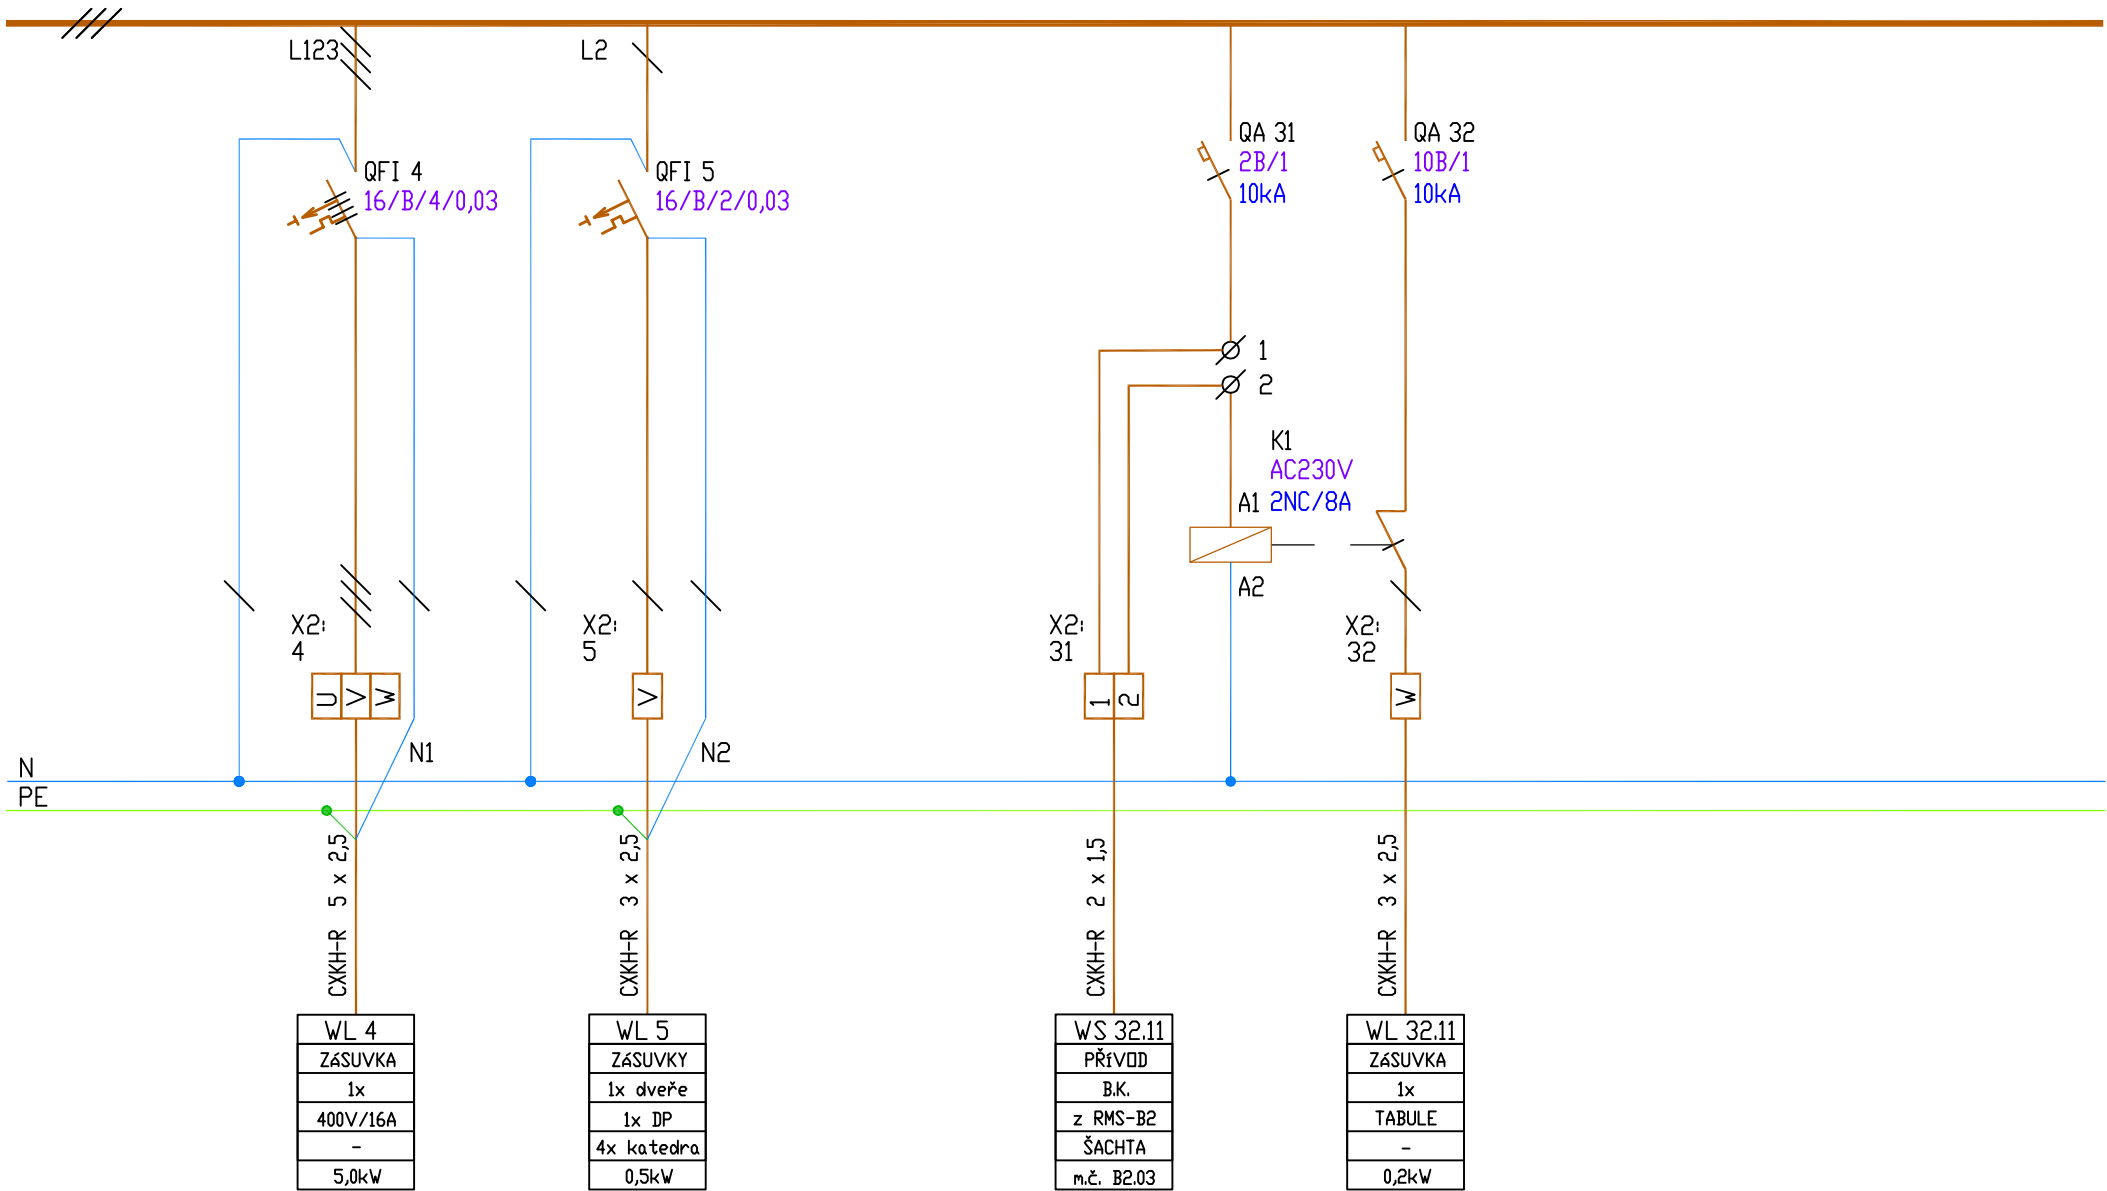 L123
L2
QFI 4
16/B/4/0,03
QFI 5
16/B/2/0,03
QA 31
2B/1
10kA
QA 32
10B/1
10kA
1
2
K1
AC230V
A1 2NC/8A
A2
X2:
4
X2:
5
X2:
31
X2:
32
U V W
V
1 2
W
N1
N2
N
PE
CXKH-R 5 x 2,5
CXKH-R 3 x 2,5
CXKH-R 2 x 1,5
CXKH-R 3 x 2,5
WL 4
ZáSUVKA
1x
400V/16A
-
5,0kW
WL 5
ZáSUVKY
1x dveře
1x DP
4x katedra
0,5kW
WS 32.11
PŘíVOD
B.K.
z RMS-B2
ŠACHTA
m.č. B2.03
WL 32.11
ZáSUVKA
1x
TABULE
-
0,2kW